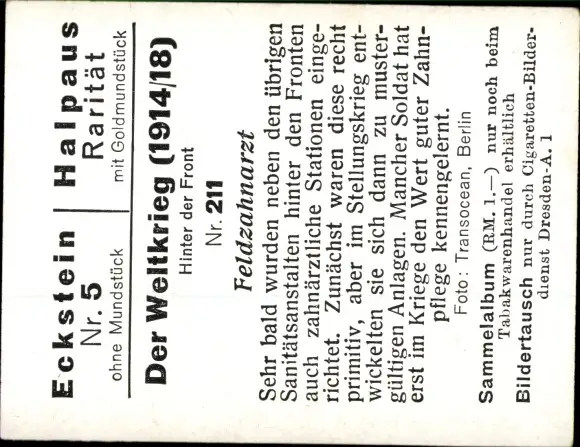 Eckstein
Nr. 5
ohne Mundstück
Halpaus
Rarität
mit Goldmundstück
Der Weltkrieg (1914/18)
Hinter der Front
Nr. 211
Feldzahnarzt
Sehr bald wurden neben den übrigen
Sanitätsanstalten hinter den Fronten
auch zahnärztliche Stationen einge-
richtet. Zunächst waren diese recht
primitiv, aber im Stellungskrieg ent-
wickelten sie sich dann zu muster-
gültigen Anlagen. Mancher Soldat hat
erst im Kriege den Wert guter Zahn-
pflege kennengelernt.
Foto: Transocean, Berlin
Sammelalbum (RM. 1.—) nur noch beim
Tabakwarenhandel erhältlich
Bildertausch nur durch Cigaretten-Bilder-
dienst Dresden-A. 1